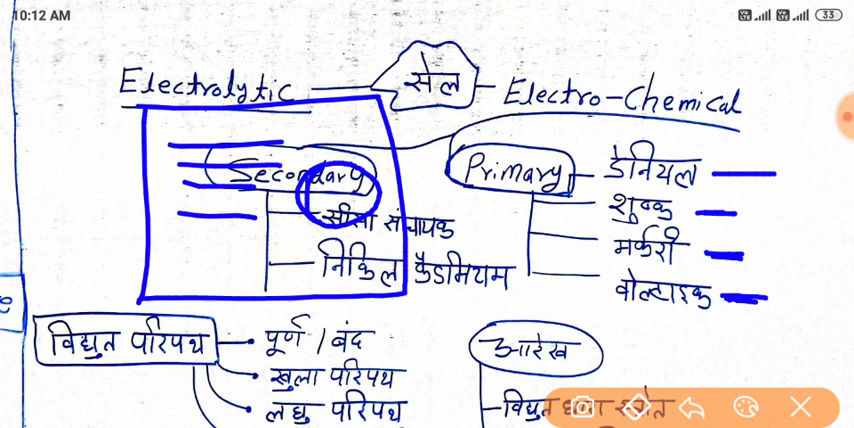 10:12 AM
33
सेल
Electrolytic
Electro-Chemical
Secondary
Primary
डेनियल
शुष्क
सीसा संचायक
मर्करी
निकिल कैडमियम
वोल्टाइक
विद्युत परिपथ
पूर्ण / बंद
आरेख
खुला परिपथ
लघु परिपथ
विद्युत
स्त्रोत